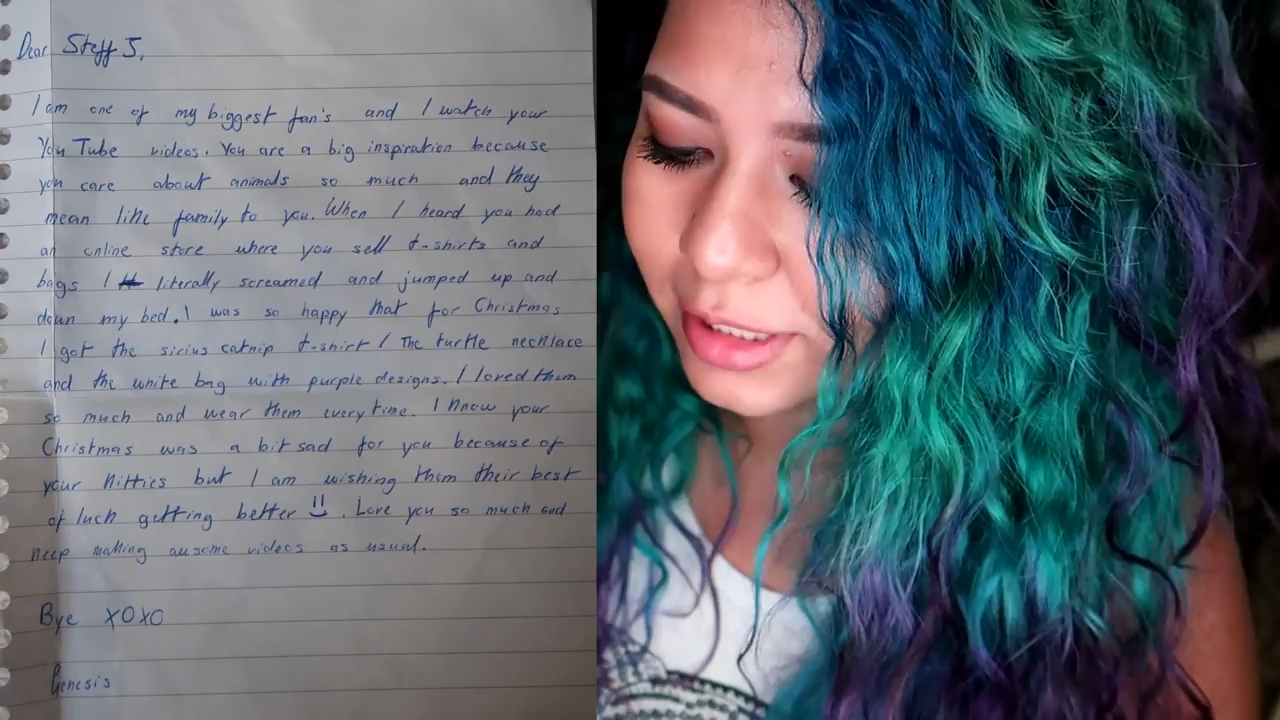 Dear Steff J,
I am one of my biggest fan's and I watch your
YouTube videos. You are a big inspiration because
you care about animals so much and they
mean like family to you. When I heard you had
an online store where you sell t-shirts and
bags I literally screamed and jumped up and
down my bed. I was so happy that for Christmas
I got the sirius catnip t-shirt / The turtle necklace
and the white bag with purple designs. I loved them
so much and wear them everytime. I know your
Christmas was a bit sad for you because of
your kitties but I am wishing them their best
of luck getting better :) . Love you so much and
keep making ausome videos as usual.
Bye XOXO
Genesis